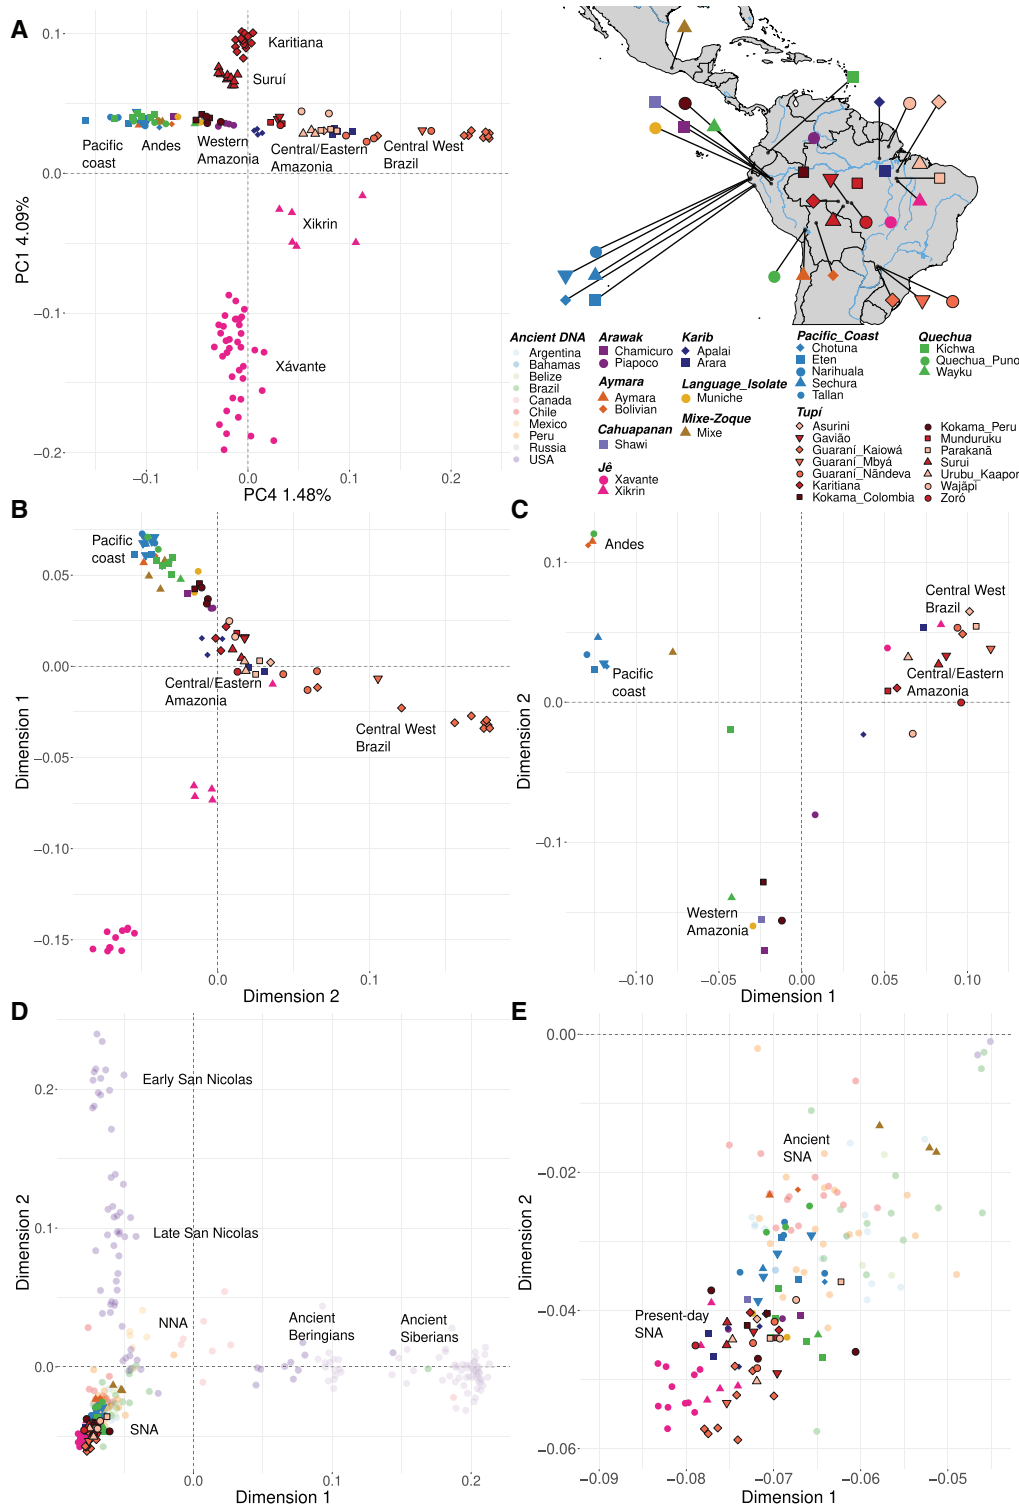 A
0.1
0.0
−0.1
−0.2
PC1 4.09%
Karitiana
Suruí
Pacific
coast
Andes
Western
Amazonia
Central/Eastern
Amazonia
Central West
Brazil
Xikrin
Xávante
−0.1
0.0
0.1
0.2
PC4 1.48%
Ancient DNA
Argentina
Bahamas
Belize
Brazil
Canada
Chile
Mexico
Peru
Russia
USA
Arawak
Chamicuro
Piapoco
Aymara
Aymara
Bolivian
Cahuapanan
Shawi
Jê
Xavante
Xikrin
Karib
Apalai
Arara
Language_Isolate
Muniche
Mixe-Zoque
Mixe
Pacific_Coast
Chotuna
Eten
Narihuala
Sechura
Tallan
Quechua
Kichwa
Quechua_Puno
Wayku
Tupí
Asurini
Gavião
Guaraní_Kaiowá
Guaraní_Mbyá
Guaraní_Nãndeva
Karitiana
Kokama_Colombia
Kokama_Peru
Munduruku
Parakanã
Surui
Urubu_Kaapor
Wajãpi
Zoró
B
0.05
0.00
−0.05
−0.10
−0.15
Dimension 1
Pacific
coast
Central/Eastern
Amazonia
Central West
Brazil
0.0
0.1
Dimension 2
C
0.1
0.0
−0.1
Dimension 2
Andes
Pacific
coast
Central West
Brazil
Central/Eastern
Amazonia
Western
Amazonia
−0.10
−0.05
0.00
0.05
0.10
Dimension 1
D
0.2
0.1
0.0
Dimension 2
Early San Nicolas
Late San Nicolas
NNA
Ancient
Beringians
Ancient
Siberians
SNA
0.0
0.1
0.2
Dimension 1
E
0.00
−0.02
−0.04
−0.06
Dimension 2
Ancient
SNA
Present-day
SNA
−0.09
−0.08
−0.07
−0.06
−0.05
Dimension 1